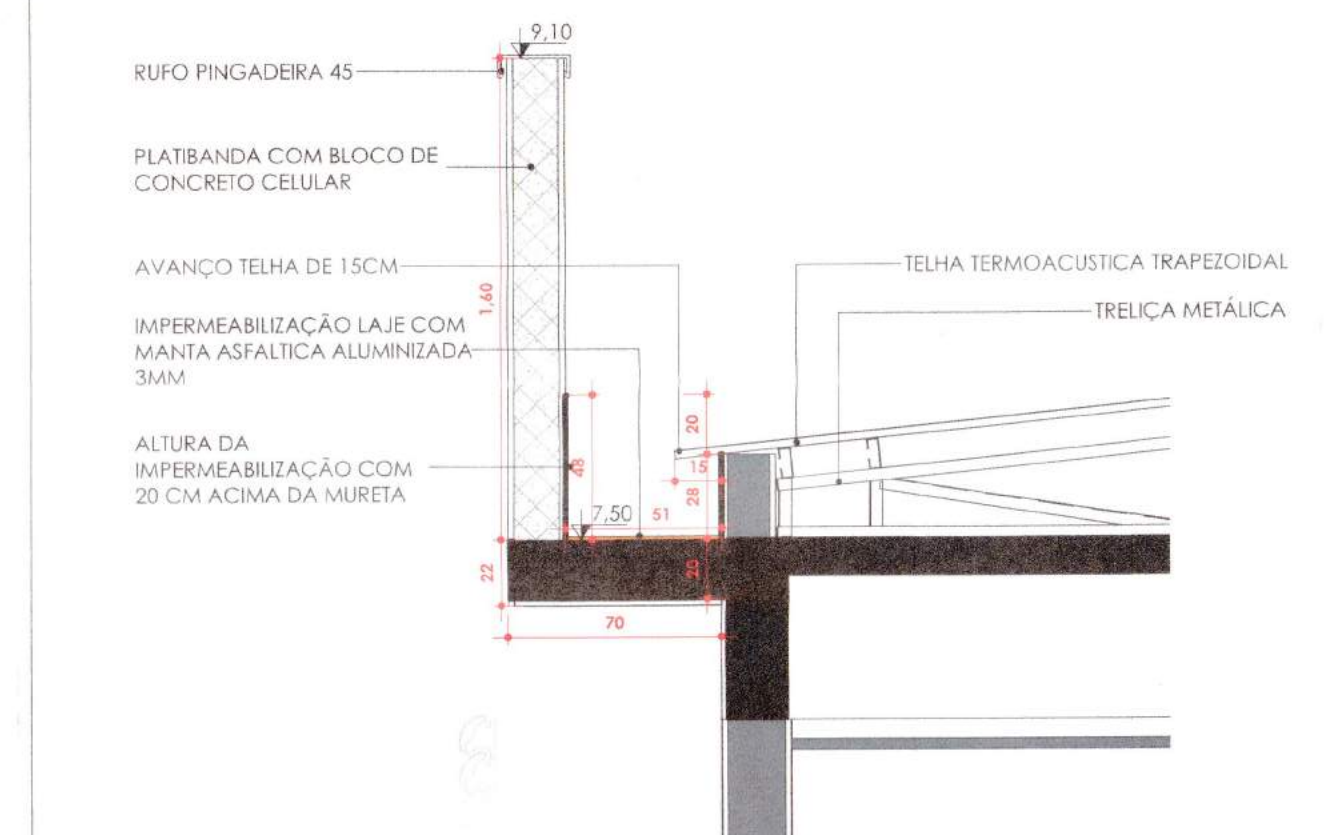 9,10
RUFO PINGADEIRA 45
PLATIBANDA COM BLOCO DE
CONCRETO CELULAR
AVANÇO TELHA DE 15CM
TELHA TERMOACUSTICA TRAPEZOIDAL
1,60
TRELIÇA METÁLICA
IMPERMEABILIZAÇÃO LAJE COM
MANTA ASFALTICA ALUMINIZADA
3MM
ALTURA DA
IMPERMEABILIZAÇÃO COM
20 CM ACIMA DA MURETA
20
48
15
28
7,50
51
22
20
70